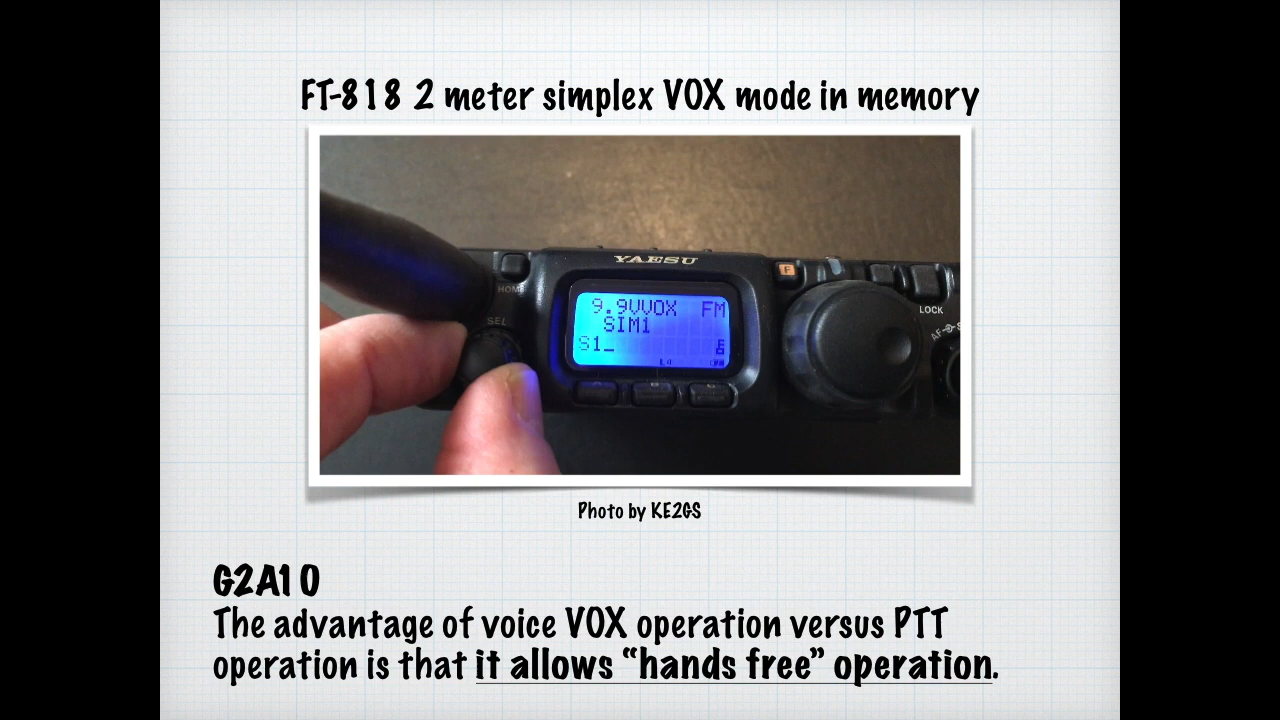 FT-818 2 meter simplex VOX mode in memory
YAESU
F
HOME
SEL
LOCK
9.9VVOX FM
SIM1
S1_
Photo by KE2GS
G2A10
The advantage of voice VOX operation versus PTT
operation is that it allows “hands free” operation.